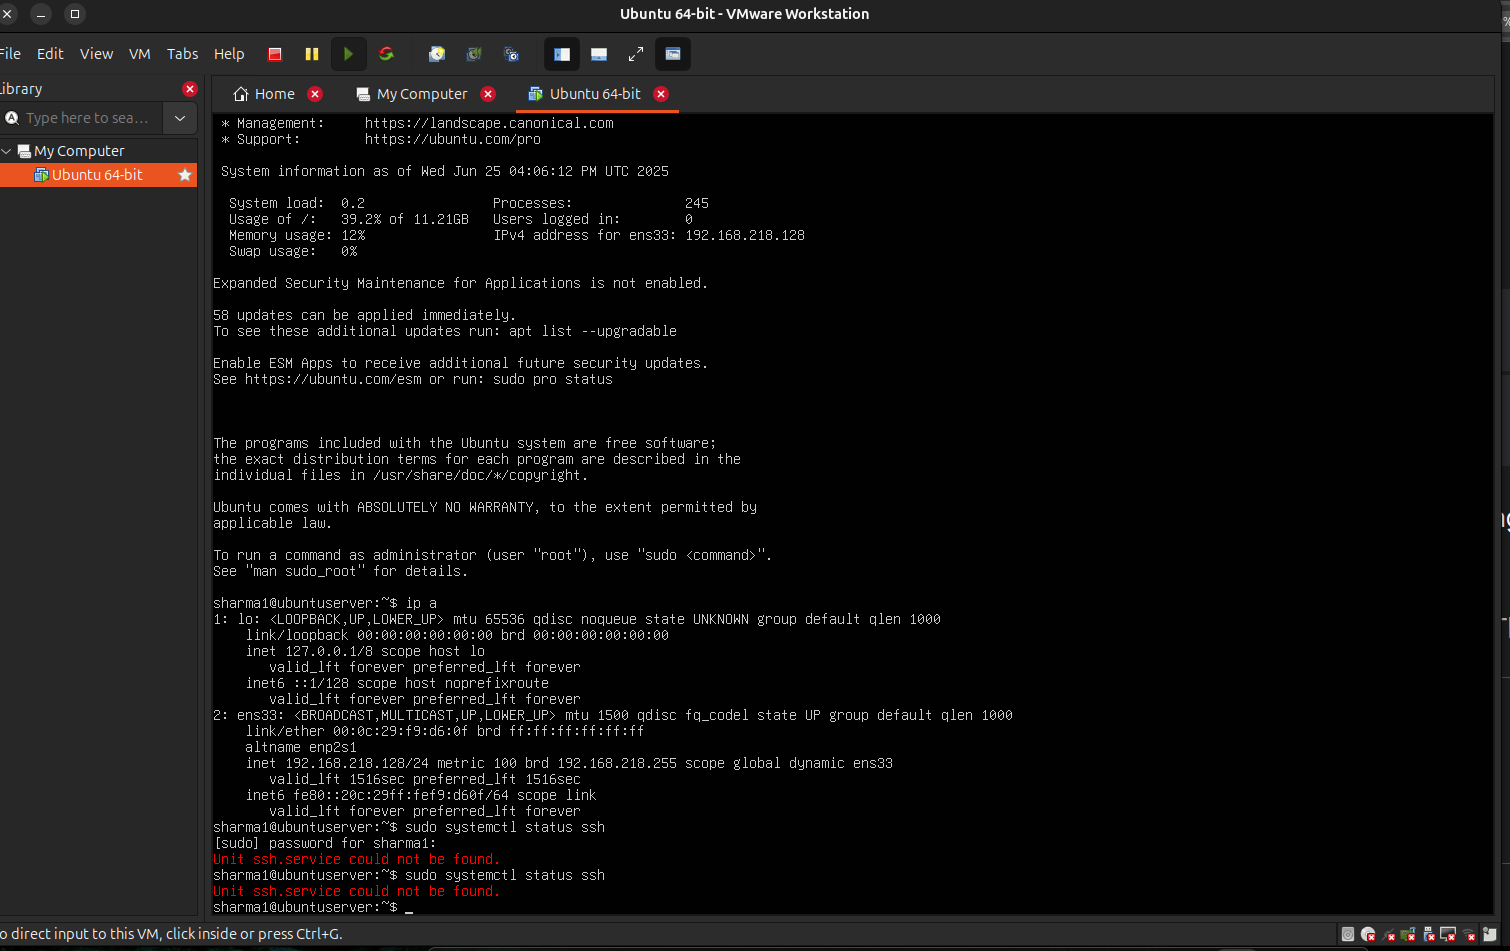 Ubuntu 64-bit - VMware Workstation
File Edit View VM Tabs Help
Library
Type here to sea...
My Computer
Ubuntu 64-bit
Home
My Computer
Ubuntu 64-bit
* Management:     https://landscape.canonical.com
* Support:        https://ubuntu.com/pro
System information as of Wed Jun 25 04:06:12 PM UTC 2025
System load:  0.2                Processes:              245
Usage of /:   39.2% of 11.21GB   Users logged in:        0
Memory usage: 12%                IPv4 address for ens33: 192.168.218.128
Swap usage:   0%
Expanded Security Maintenance for Applications is not enabled.
58 updates can be applied immediately.
To see these additional updates run: apt list --upgradable
Enable ESM Apps to receive additional future security updates.
See https://ubuntu.com/esm or run: sudo pro status
The programs included with the Ubuntu system are free software;
the exact distribution terms for each program are described in the
individual files in /usr/share/doc/*/copyright.
Ubuntu comes with ABSOLUTELY NO WARRANTY, to the extent permitted by
applicable law.
To run a command as administrator (user "root"), use "sudo <command>".
See "man sudo_root" for details.
sharma1@ubuntuserver:~$ ip a
1: lo: <LOOPBACK,UP,LOWER_UP> mtu 65536 qdisc noqueue state UNKNOWN group default qlen 1000
link/loopback 00:00:00:00:00:00 brd 00:00:00:00:00:00
inet 127.0.0.1/8 scope host lo
valid_lft forever preferred_lft forever
inet6 ::1/128 scope host noprefixroute
valid_lft forever preferred_lft forever
2: ens33: <BROADCAST,MULTICAST,UP,LOWER_UP> mtu 1500 qdisc fq_codel state UP group default qlen 1000
link/ether 00:0c:29:f9:d6:0f brd ff:ff:ff:ff:ff:ff
altname enp2s1
inet 192.168.218.128/24 metric 100 brd 192.168.218.255 scope global dynamic ens33
valid_lft 1516sec preferred_lft 1516sec
inet6 fe80::20c:29ff:fef9:d60f/64 scope link
valid_lft forever preferred_lft forever
sharma1@ubuntuserver:~$ sudo systemctl status ssh
[sudo] password for sharma1:
Unit ssh.service could not be found.
sharma1@ubuntuserver:~$ sudo systemctl status ssh
Unit ssh.service could not be found.
sharma1@ubuntuserver:~$ _
o direct input to this VM, click inside or press Ctrl+G.